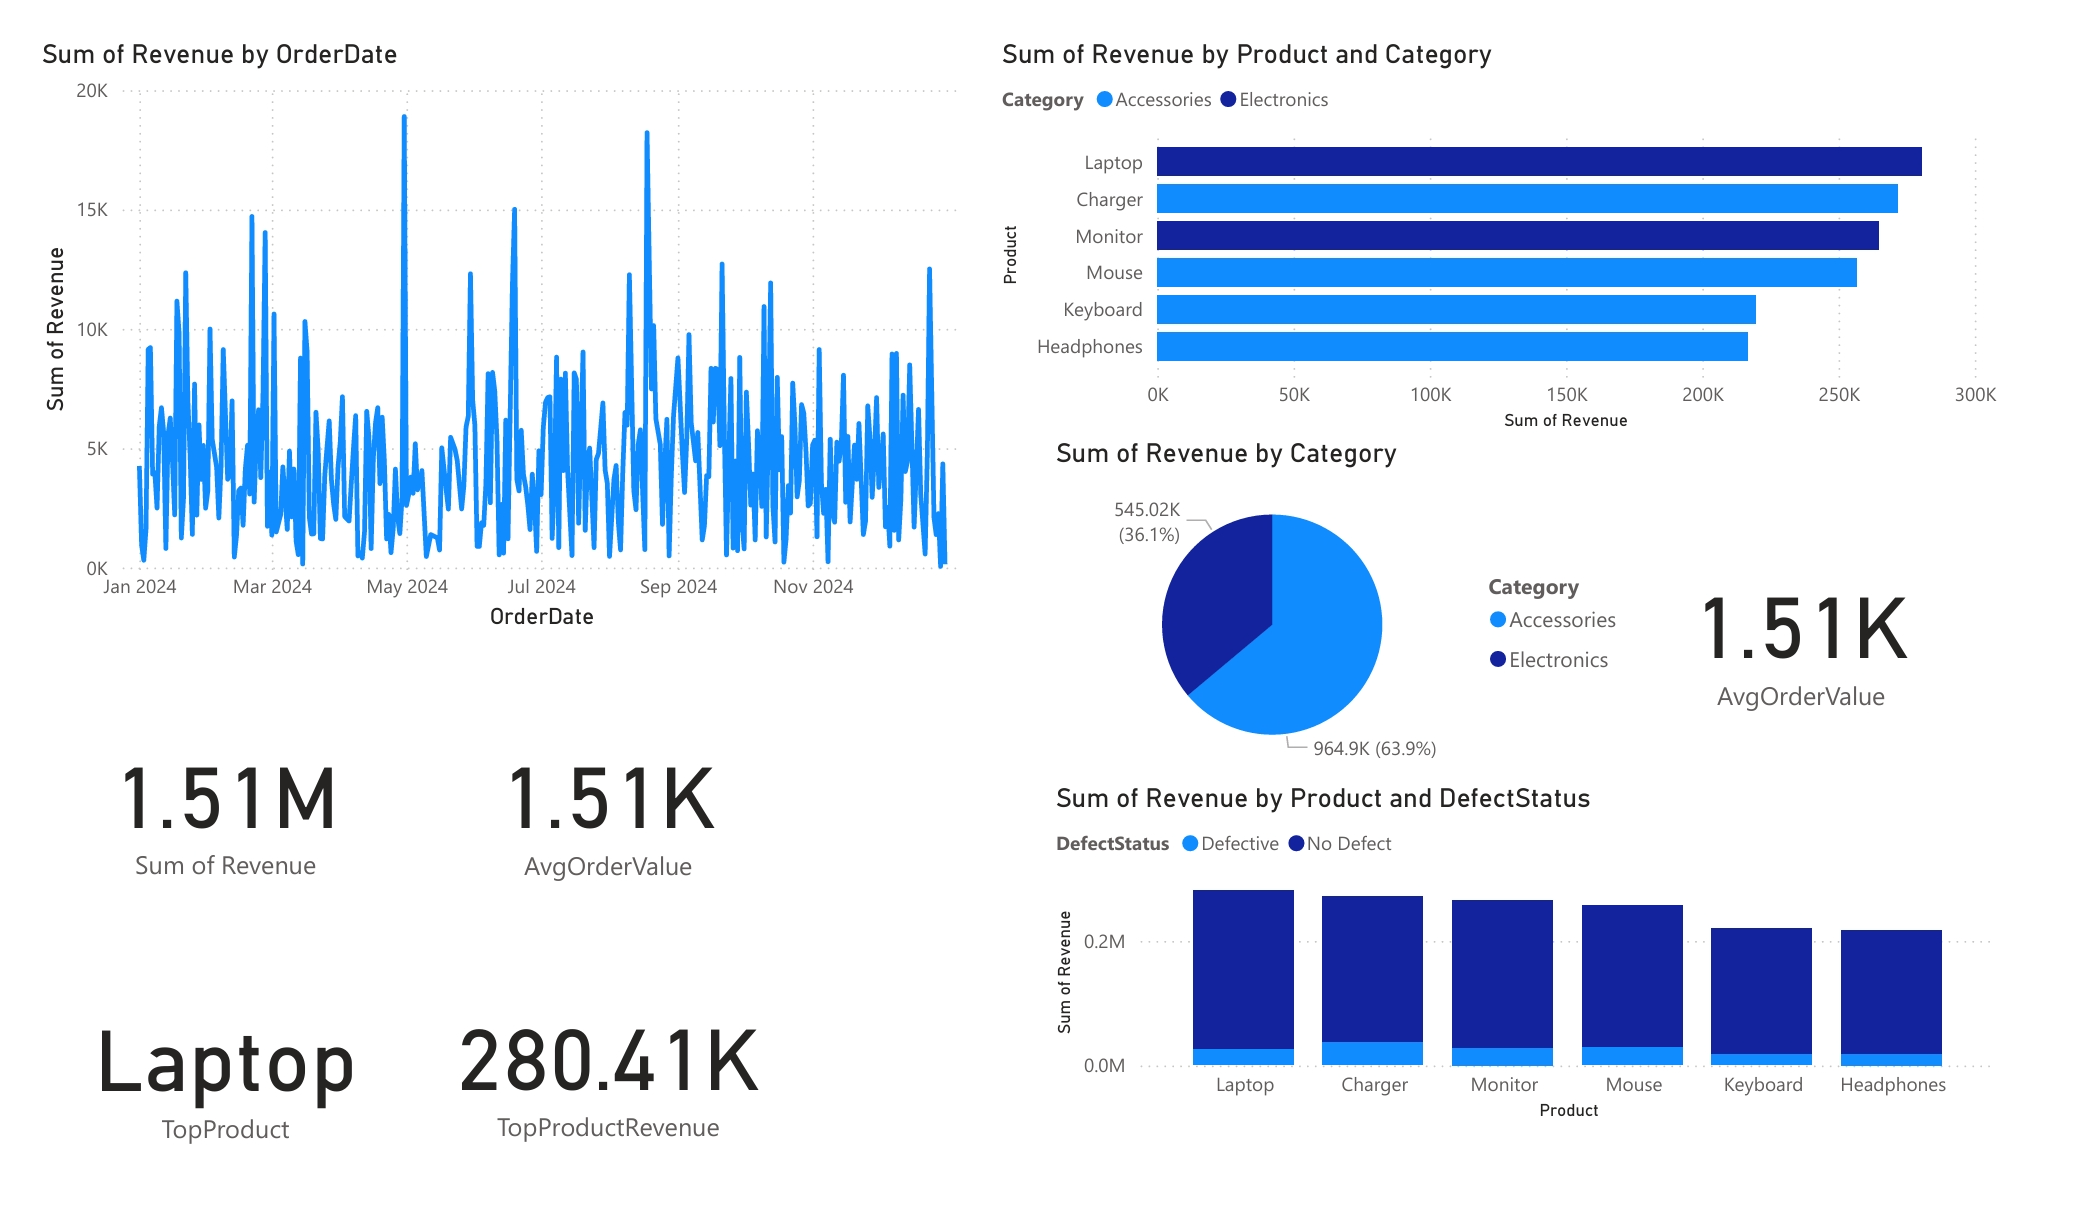 Sum of Revenue by OrderDate
20K
15K
10K
5K
0K
Sum of Revenue
Jan 2024 Mar 2024 May 2024 Jul 2024 Sep 2024 Nov 2024
OrderDate
Sum of Revenue by Product and Category
Category Accessories Electronics
Product
Laptop
Charger
Monitor
Mouse
Keyboard
Headphones
0K 50K 100K 150K 200K 250K 300K
Sum of Revenue
Sum of Revenue by Category
545.02K
(36.1%)
964.9K (63.9%)
Category
Accessories
Electronics
1.51K
AvgOrderValue
1.51M
Sum of Revenue
1.51K
AvgOrderValue
Laptop
TopProduct
280.41K
TopProductRevenue
Sum of Revenue by Product and DefectStatus
DefectStatus Defective No Defect
Sum of Revenue
0.2M
0.0M
Laptop Charger Monitor Mouse Keyboard Headphones
Product